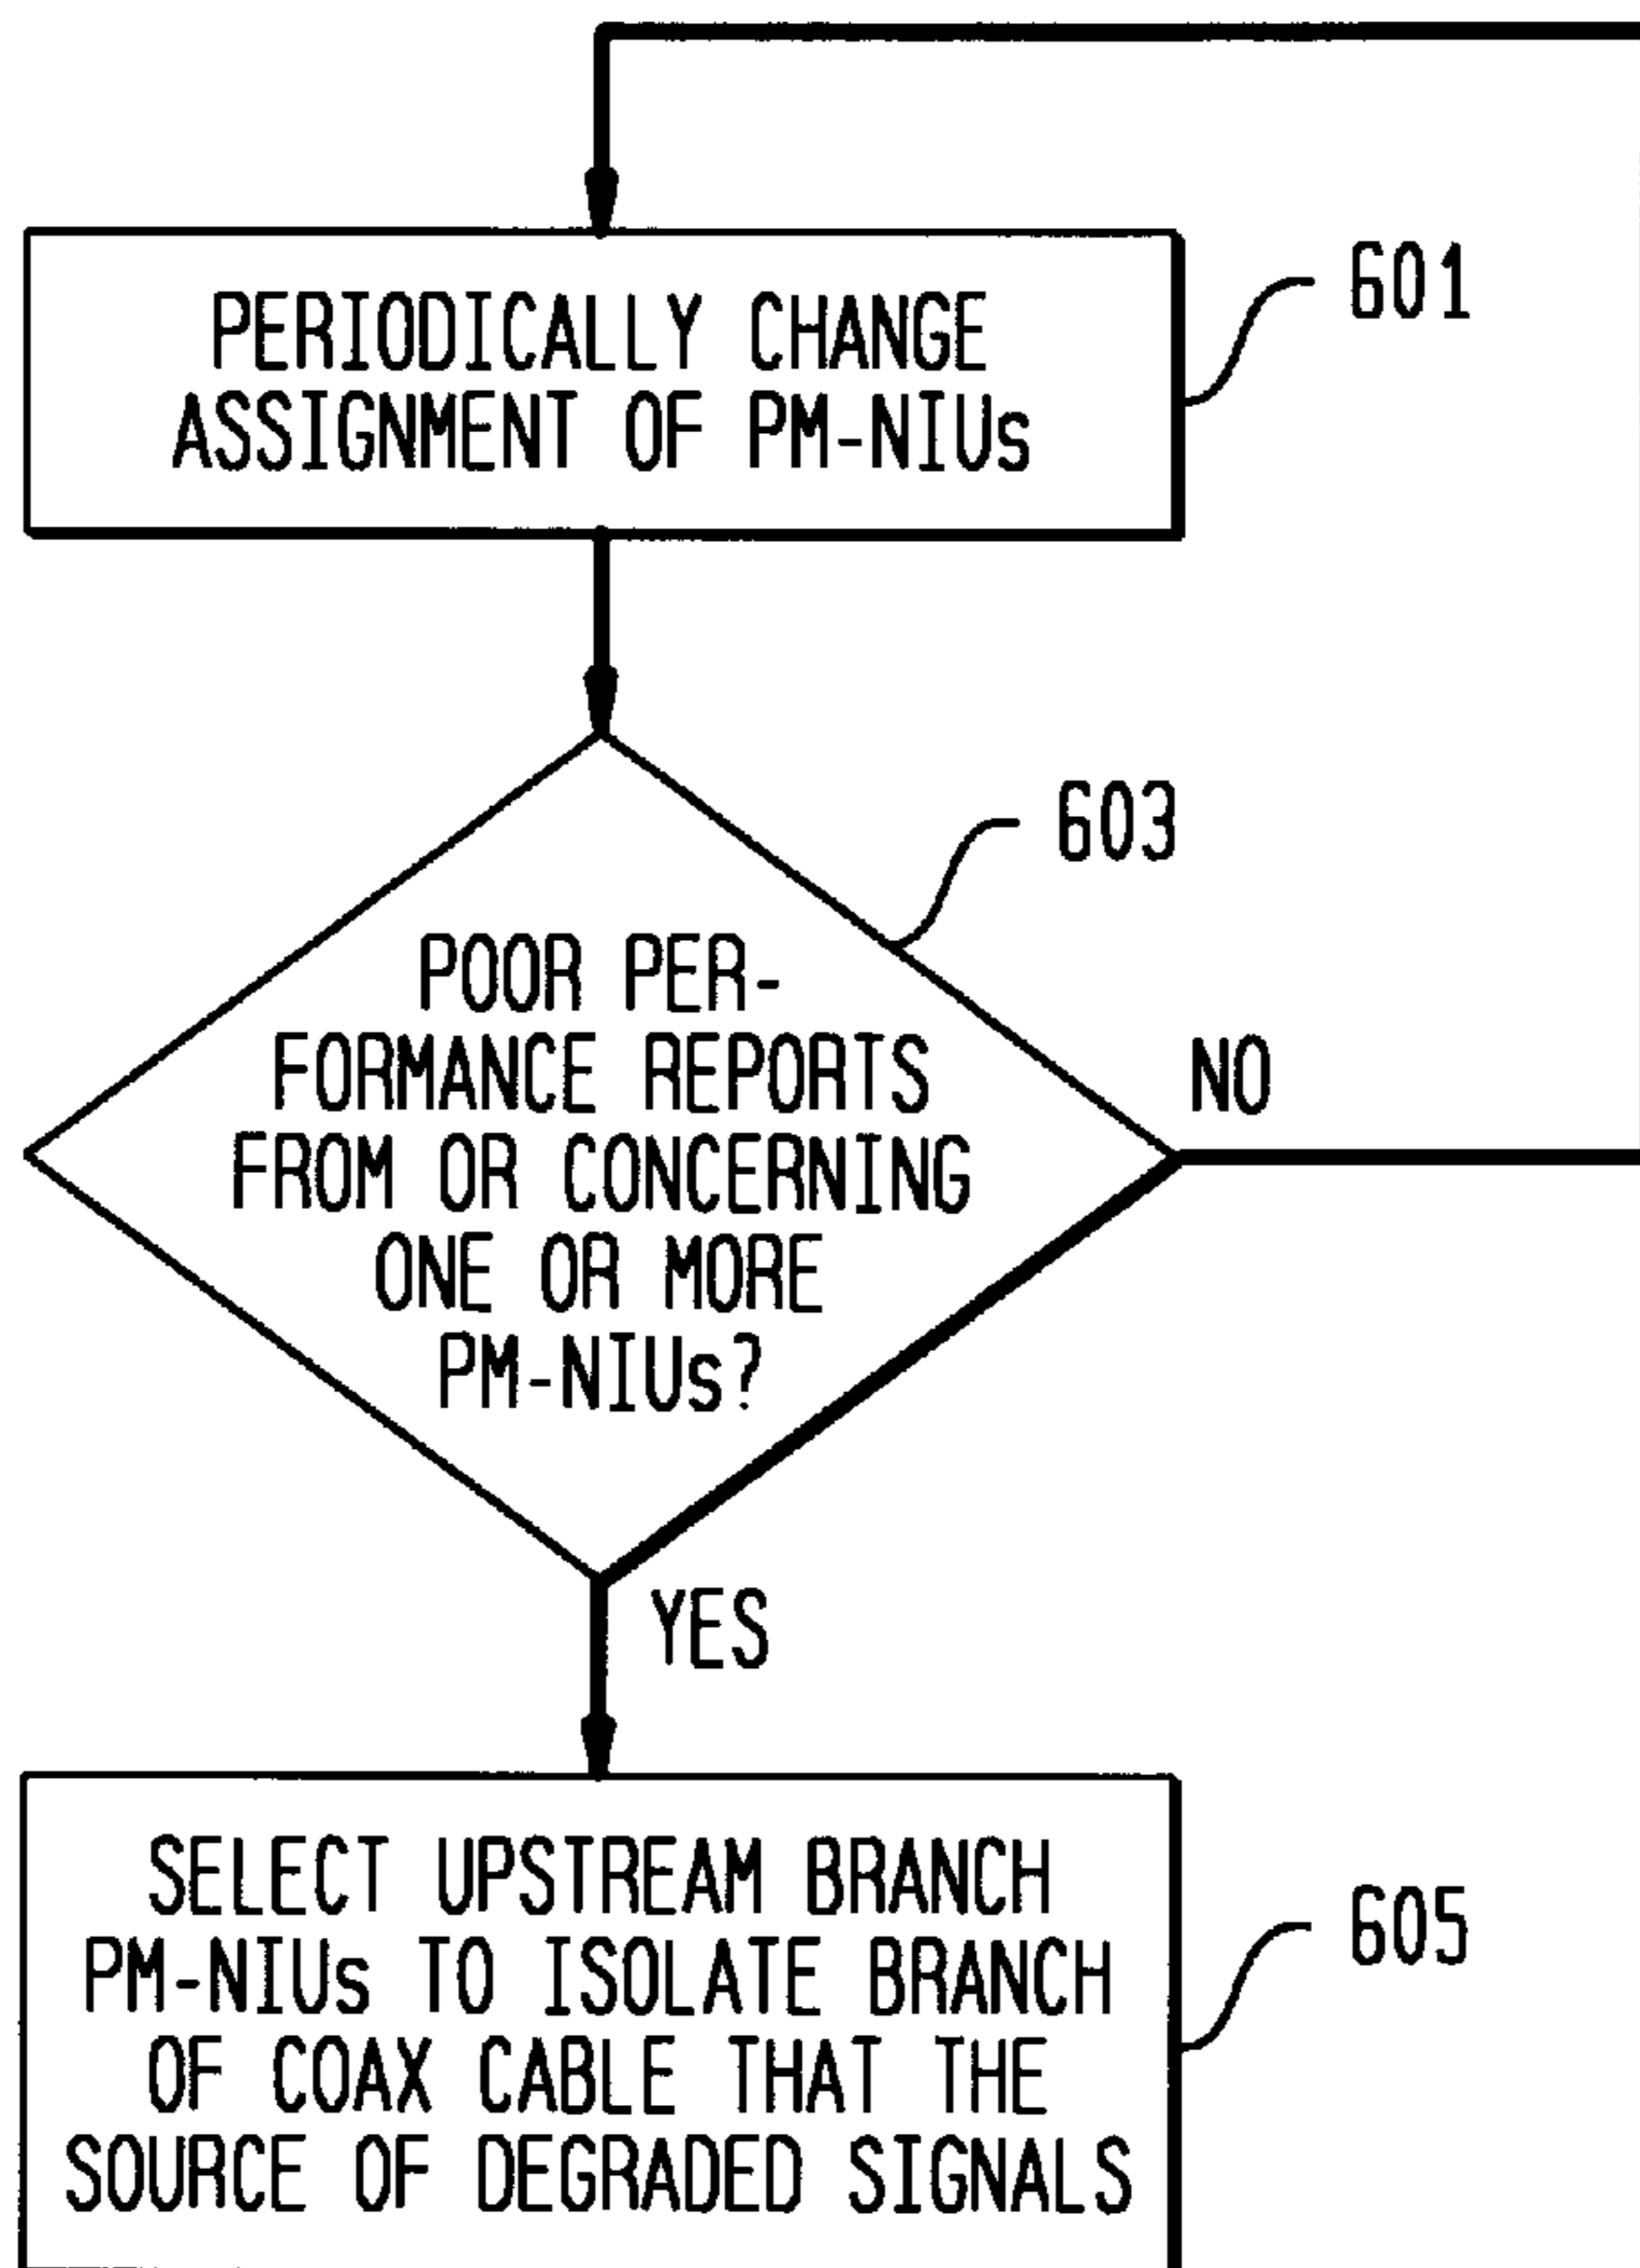 PERIODICALLY CHANGE
ASSIGNMENT OF PM-NIUs
601
603
POOR PER-
FORMANCE REPORTS
FROM OR CONCERNING
ONE OR MORE
PM-NIUs?
NO
YES
SELECT UPSTREAM BRANCH
PM-NIUs TO ISOLATE BRANCH
OF COAX CABLE THAT THE
SOURCE OF DEGRADED SIGNALS
605